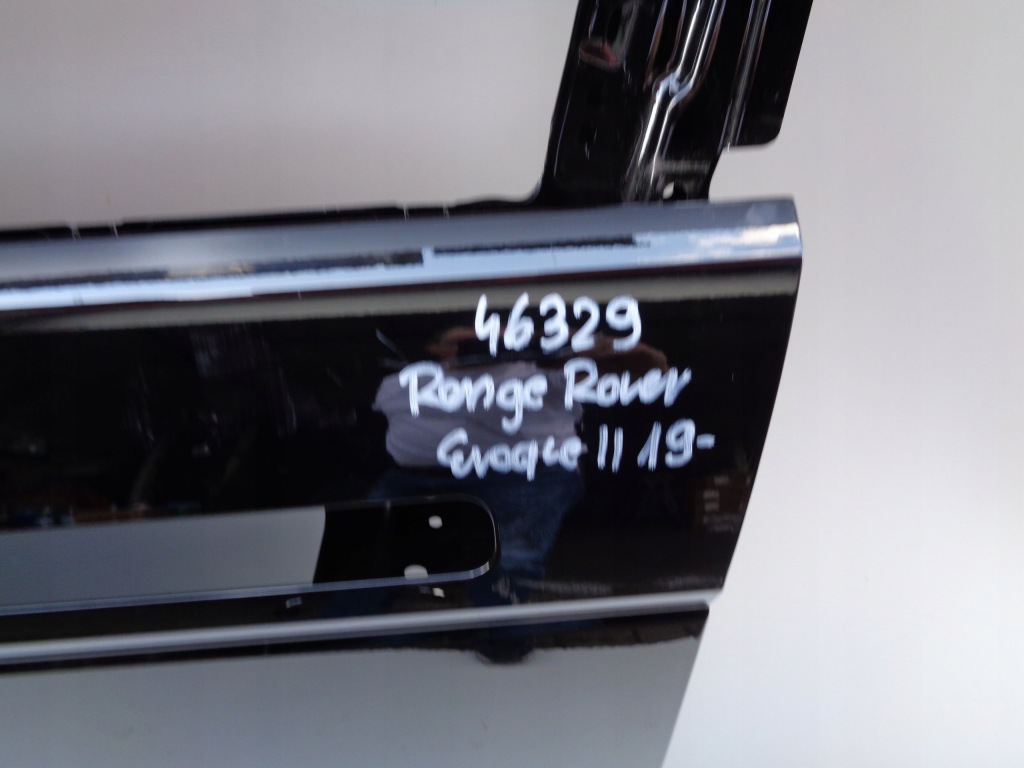 46329
Range Rover
Evoque II 19-